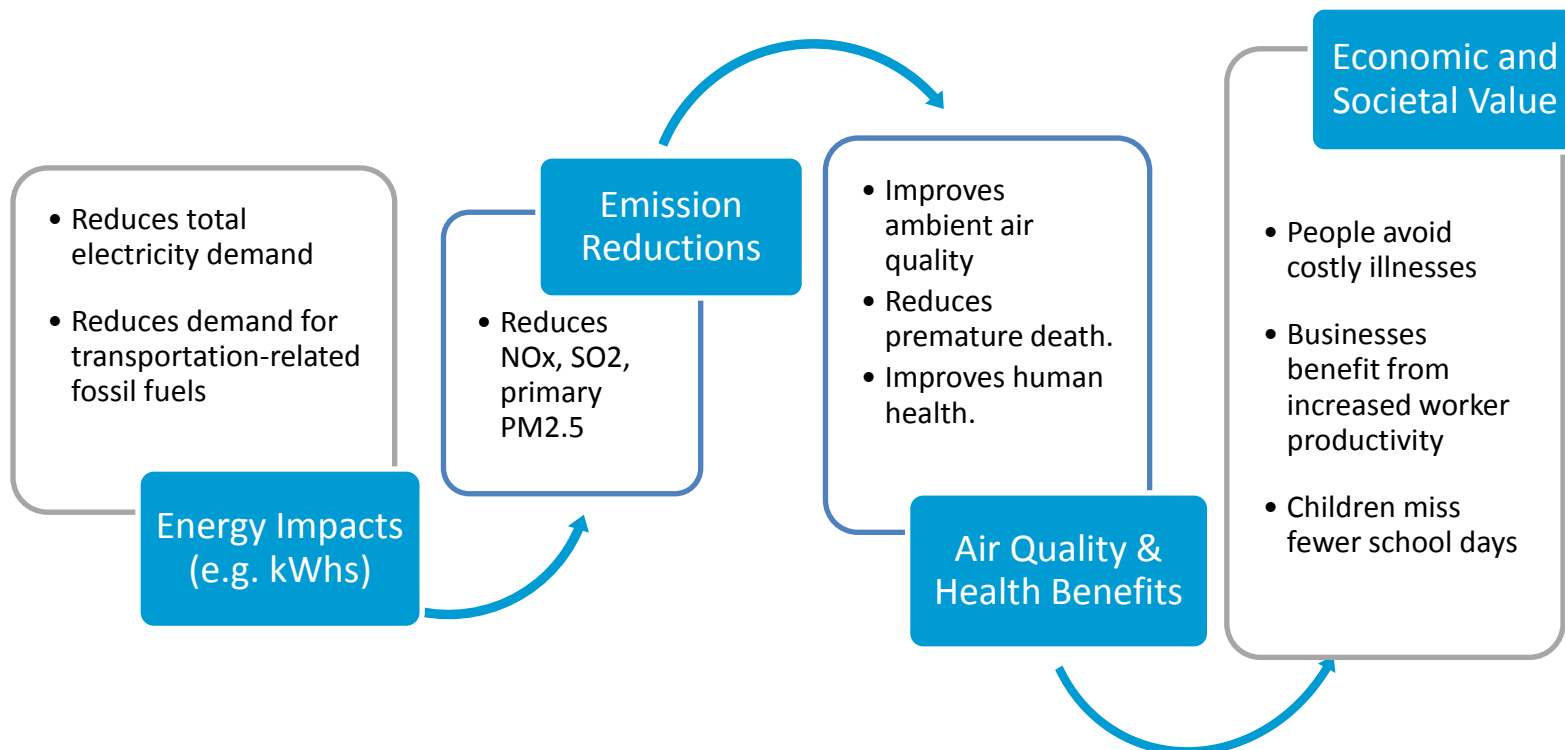 • Reduces total
electricity demand
• Reduces demand for
transportation-related
fossil fuels
Energy Impacts
(e.g. kWhs)
Emission
Reductions
• Reduces
NOx, SO2,
primary
PM2.5
• Improves
ambient air
quality
• Reduces
premature death.
• Improves human
health.
Air Quality &
Health Benefits
Economic and
Societal Value
• People avoid
costly illnesses
• Businesses
benefit from
increased worker
productivity
• Children miss
fewer school days